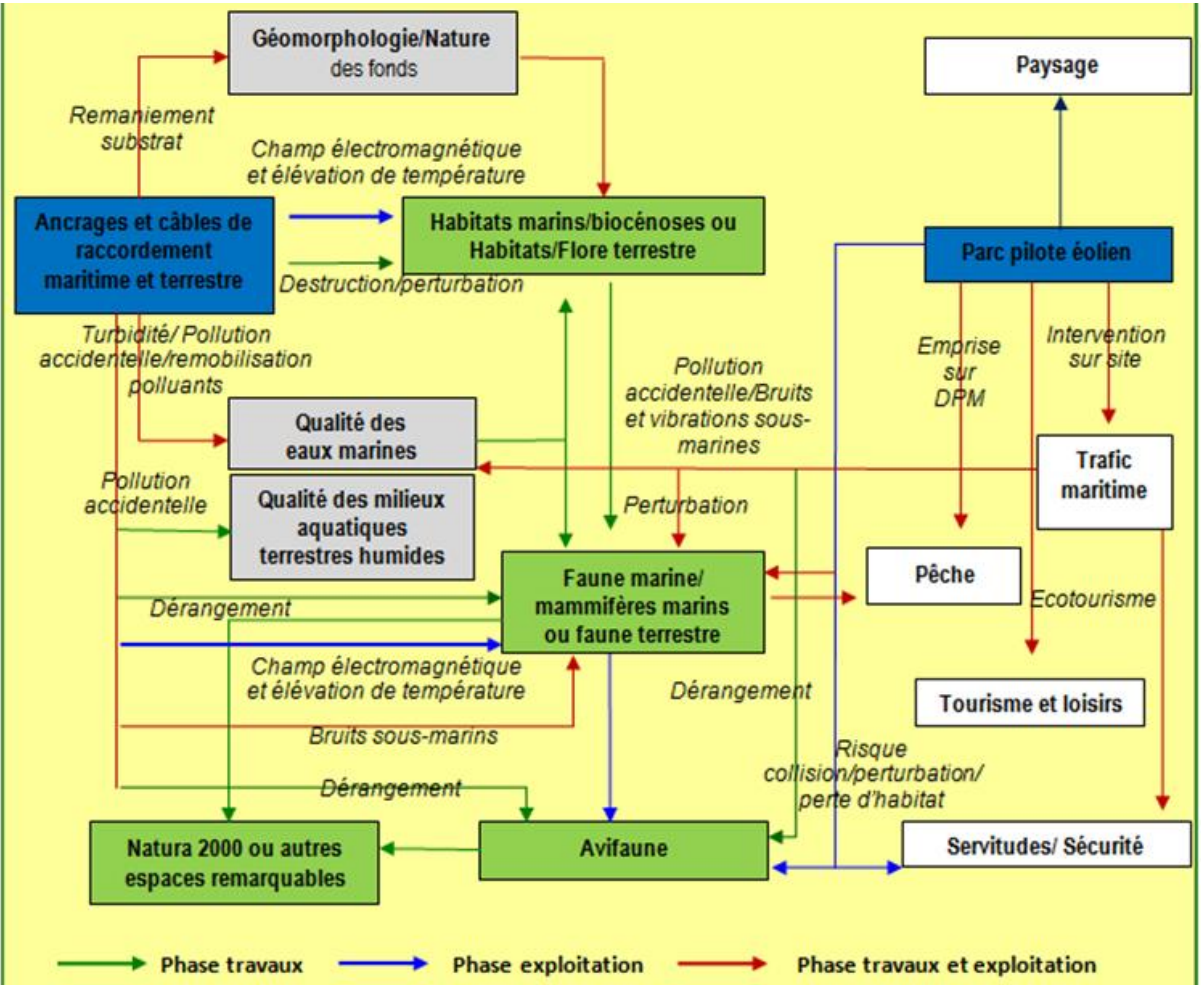 Géomorphologie/Nature
des fonds
Paysage
Remaniement
substrat
Champ électromagnétique
et élévation de température
Ancrages et câbles de
raccordement
maritime et terrestre
Habitats marins/biocénoses ou
Habitats/Flore terrestre
Parc pilote éolien
Destruction/perturbation
Turbidité/ Pollution
accidentelle/remobilisation
polluants
Emprise
sur
DPM
Intervention
sur site
Pollution
accidentelle/Bruits
et vibrations sous-
marines
Qualité des
eaux marines
Trafic
maritime
Pollution
accidentelle
Qualité des milieux
aquatiques
terrestres humides
Perturbation
Faune marine/
mammifères marins
ou faune terrestre
Pêche
Dérangement
Ecotourisme
Champ électromagnétique
et élévation de température
Dérangement
Tourisme et loisirs
Bruits sous-marins
Risque
collision/perturbation/
perte d'habitat
Dérangement
Natura 2000 ou autres
espaces remarquables
Avifaune
Servitudes/ Sécurité
Phase travaux
Phase exploitation
Phase travaux et exploitation